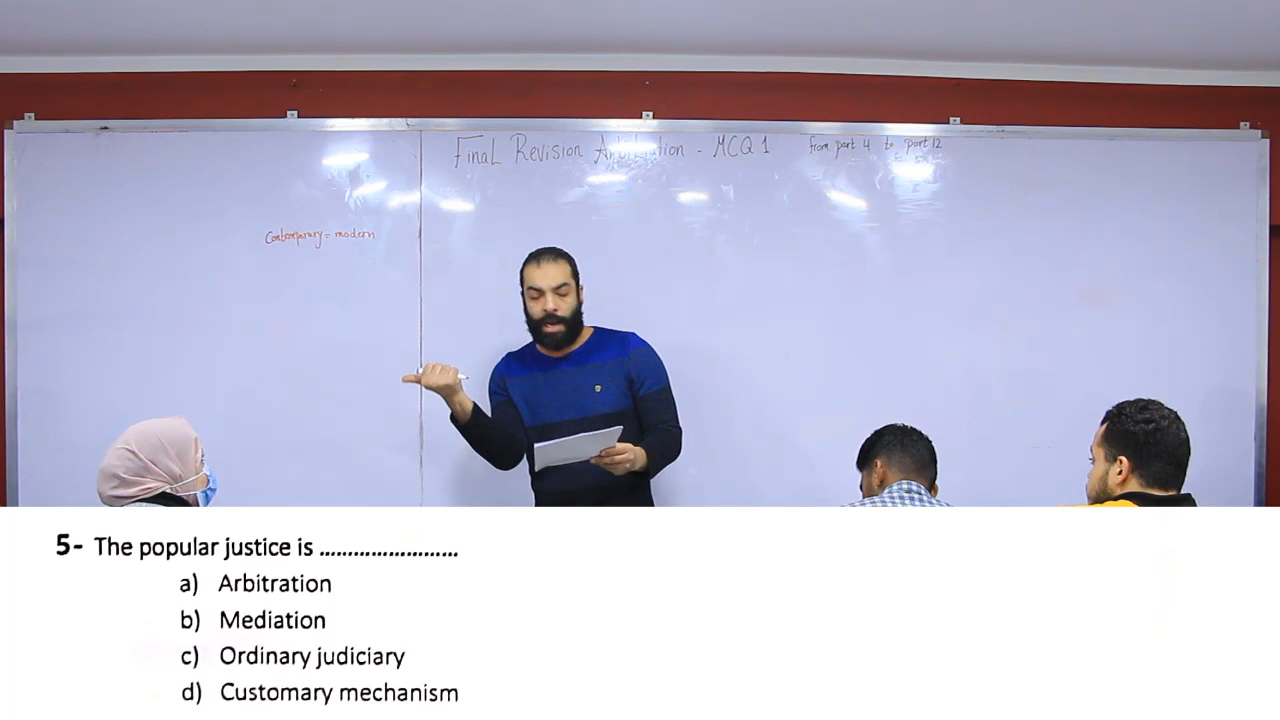 Final Revision Arbitration - MCQ 1 from part 4 to part 12
Contemporary = modern
5- The popular justice is ........................
a) Arbitration
b) Mediation
c) Ordinary judiciary
d) Customary mechanism